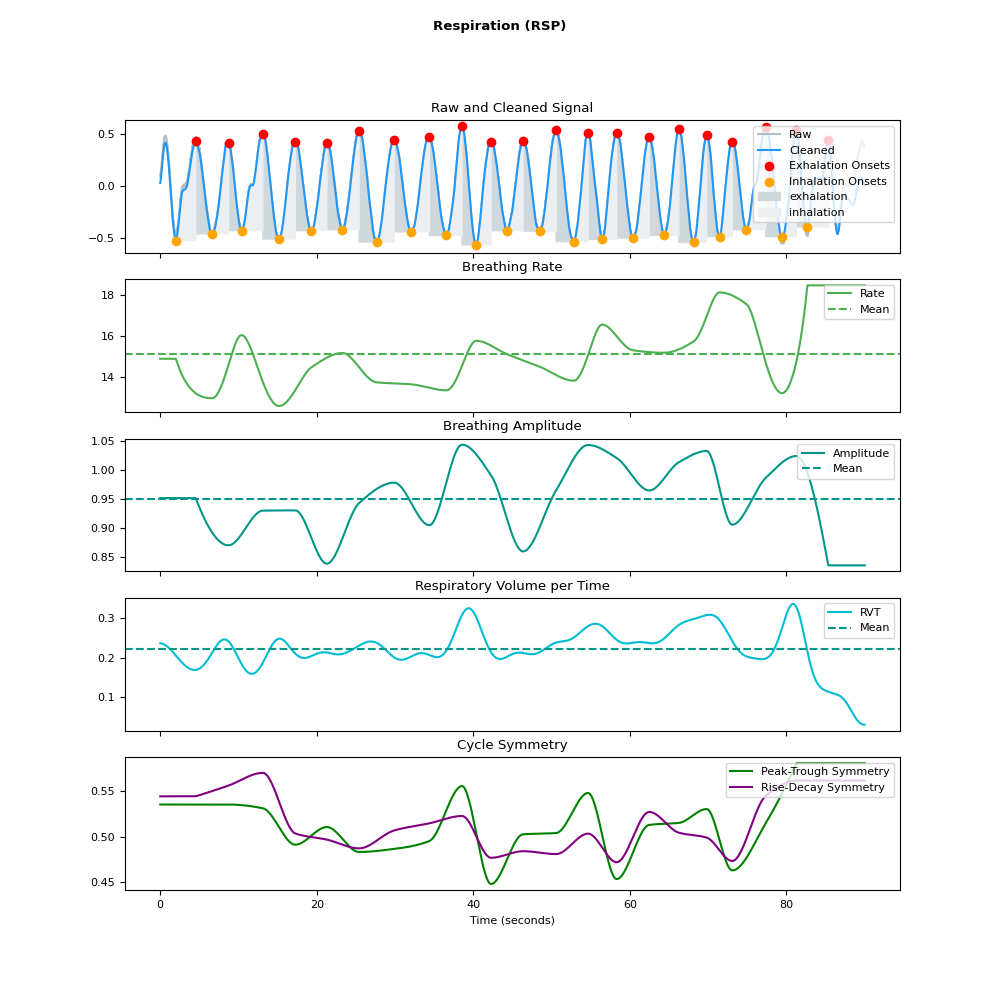 Respiration (RSP)
Raw and Cleaned Signal
0.5
0.0
−0.5
Raw
Cleaned
Exhalation Onsets
Inhalation Onsets
exhalation
inhalation
Breathing Rate
18
16
14
Rate
Mean
Breathing Amplitude
1.05
1.00
0.95
0.90
0.85
Amplitude
Mean
Respiratory Volume per Time
0.3
0.2
0.1
RVT
Mean
Cycle Symmetry
0.55
0.50
0.45
Peak-Trough Symmetry
Rise-Decay Symmetry
0 20 40 60 80
Time (seconds)